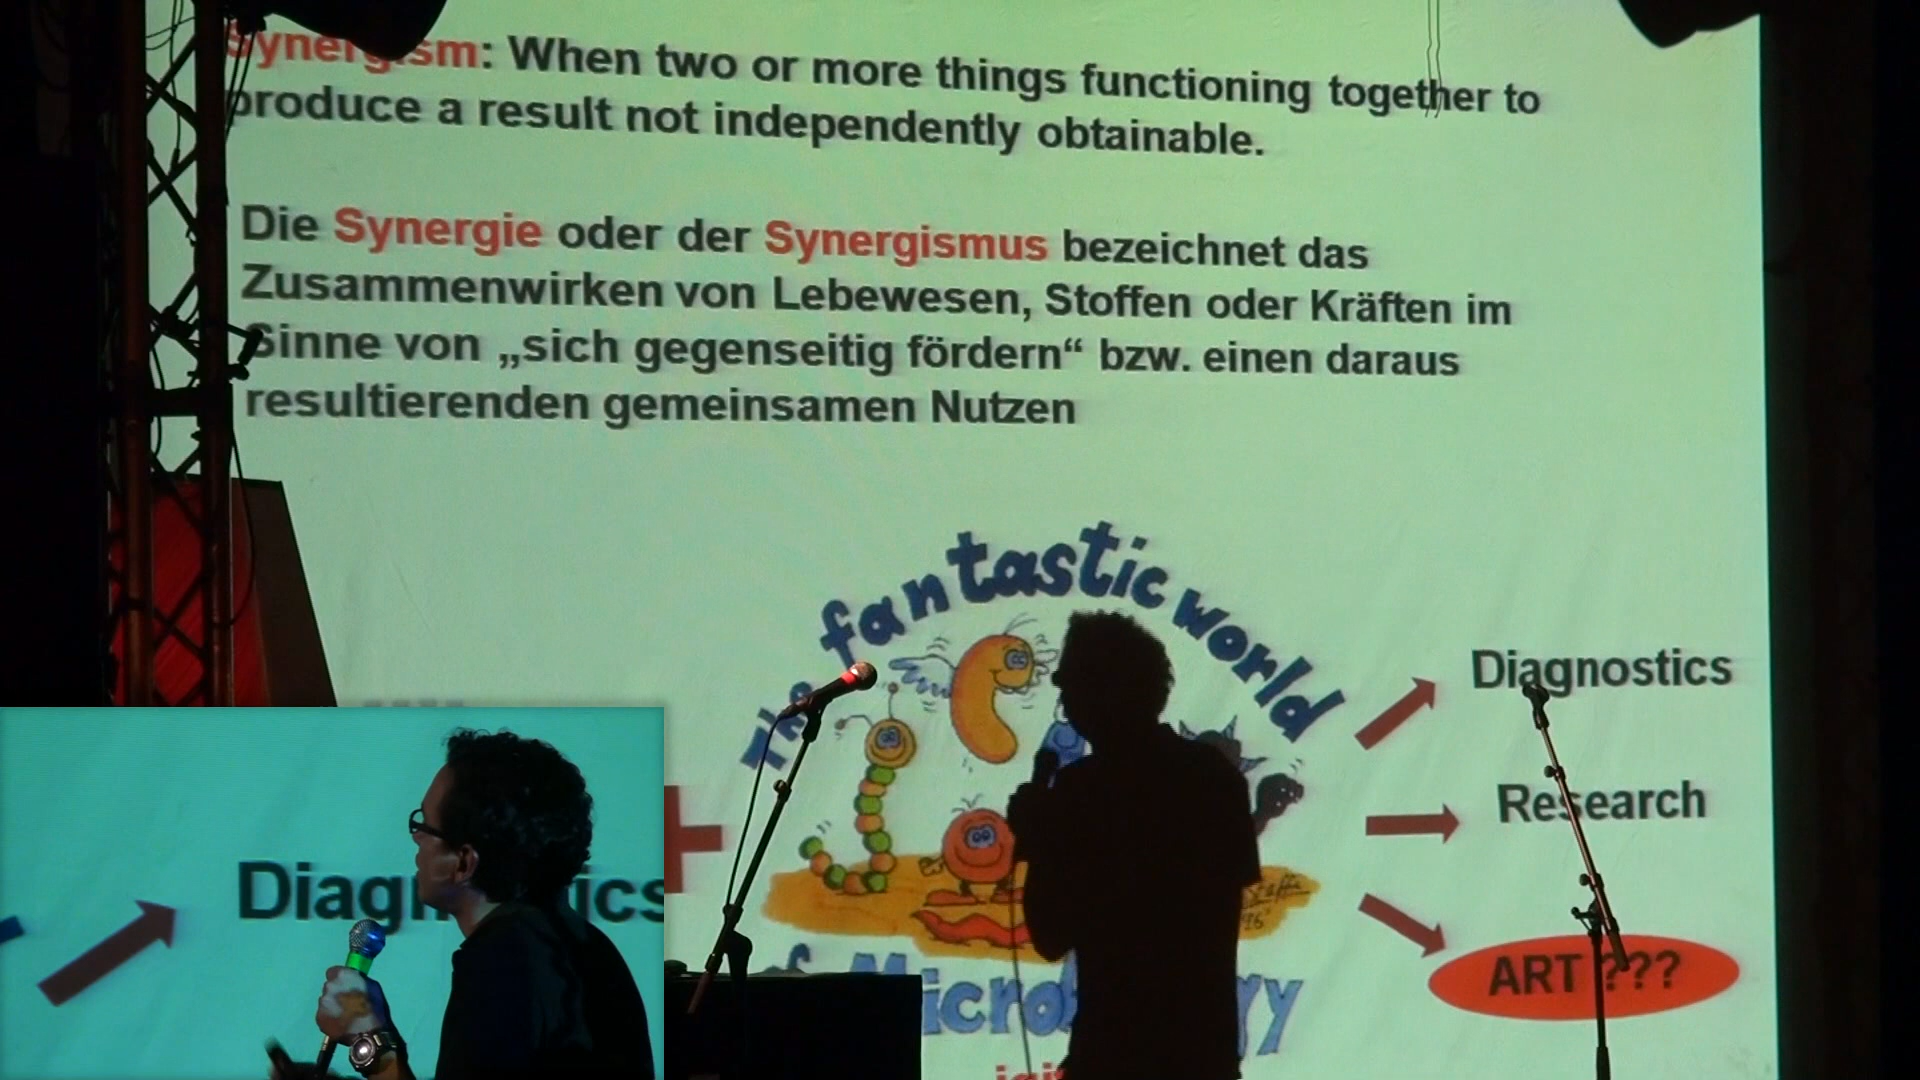 Synergism: When two or more things functioning together to
produce a result not independently obtainable.
Die Synergie oder der Synergismus bezeichnet das
Zusammenwirken von Lebewesen, Stoffen oder Kräften im
Sinne von „sich gegenseitig fördern“ bzw. einen daraus
resultierenden gemeinsamen Nutzen
The fantastic world
of Microbiology
Diagnostics
Research
ART ???
Diagnostics